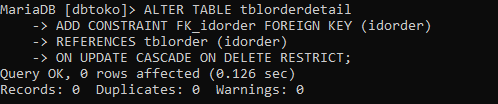 MariaDB [dbtoko]> ALTER TABLE tblorderdetail
    -> ADD CONSTRAINT FK_idorder FOREIGN KEY (idorder)
    -> REFERENCES tblorder (idorder)
    -> ON UPDATE CASCADE ON DELETE RESTRICT;
Query OK, 0 rows affected (0.126 sec)
Records: 0  Duplicates: 0  Warnings: 0